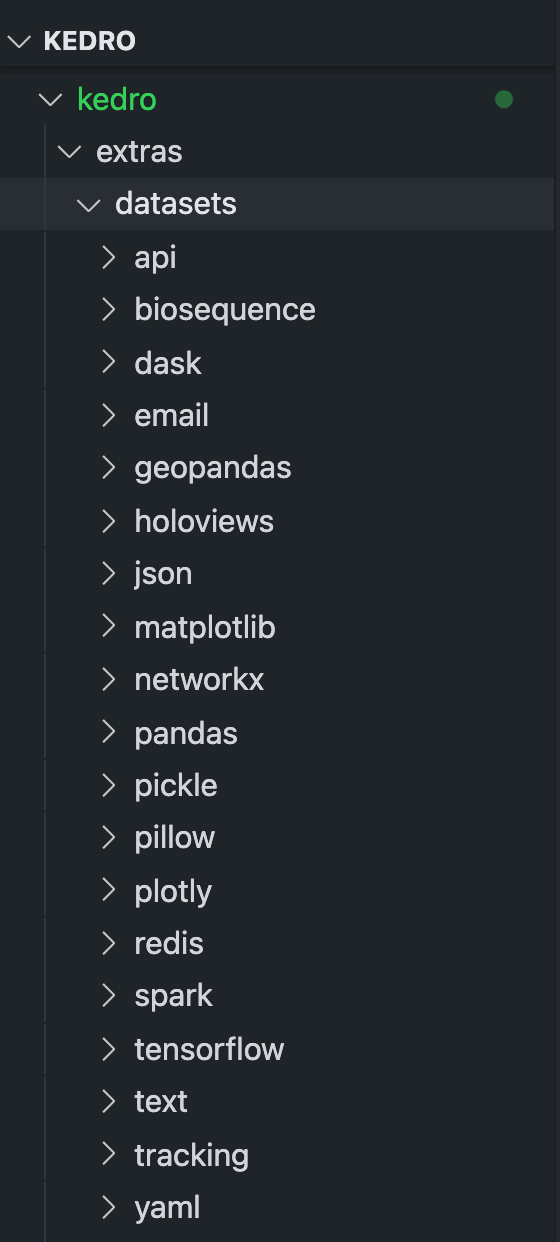 KEDRO
kedro
extras
datasets
api
biosequence
dask
email
geopandas
holoviews
json
matplotlib
networkx
pandas
pickle
pillow
plotly
redis
spark
tensorflow
text
tracking
yaml